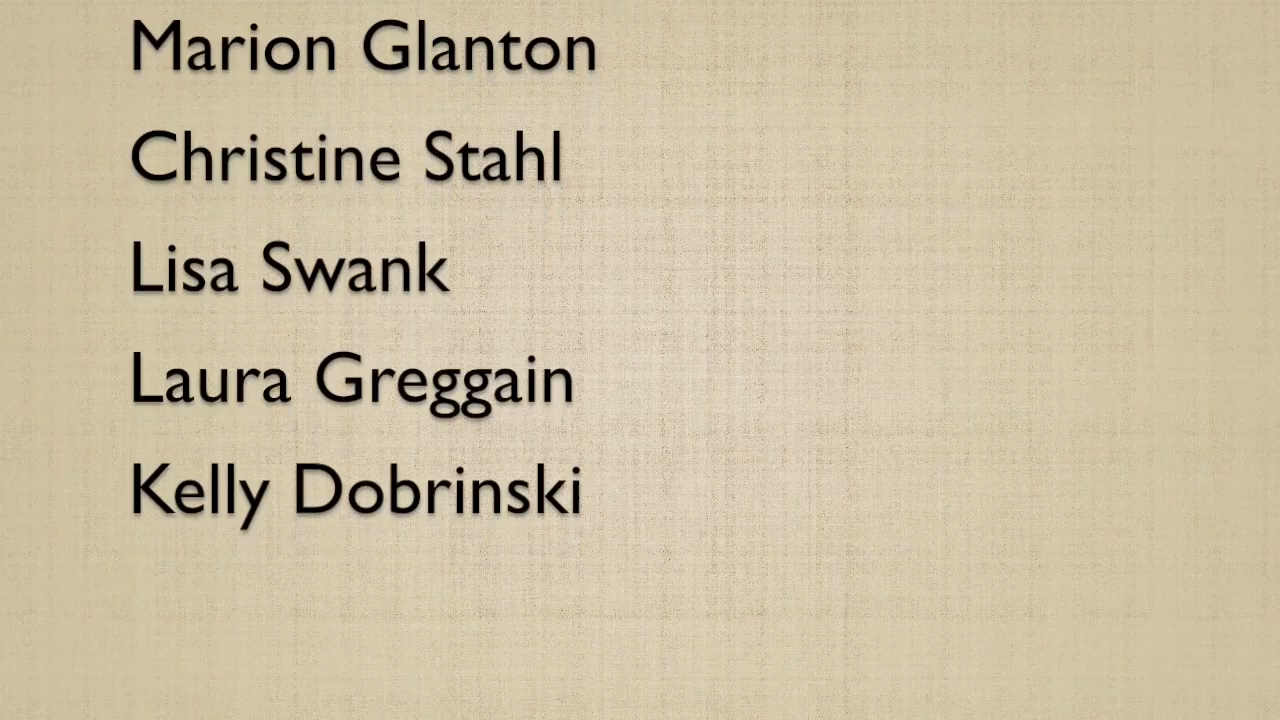 Marion Glanton
Christine Stahl
Lisa Swank
Laura Greggain
Kelly Dobrinski